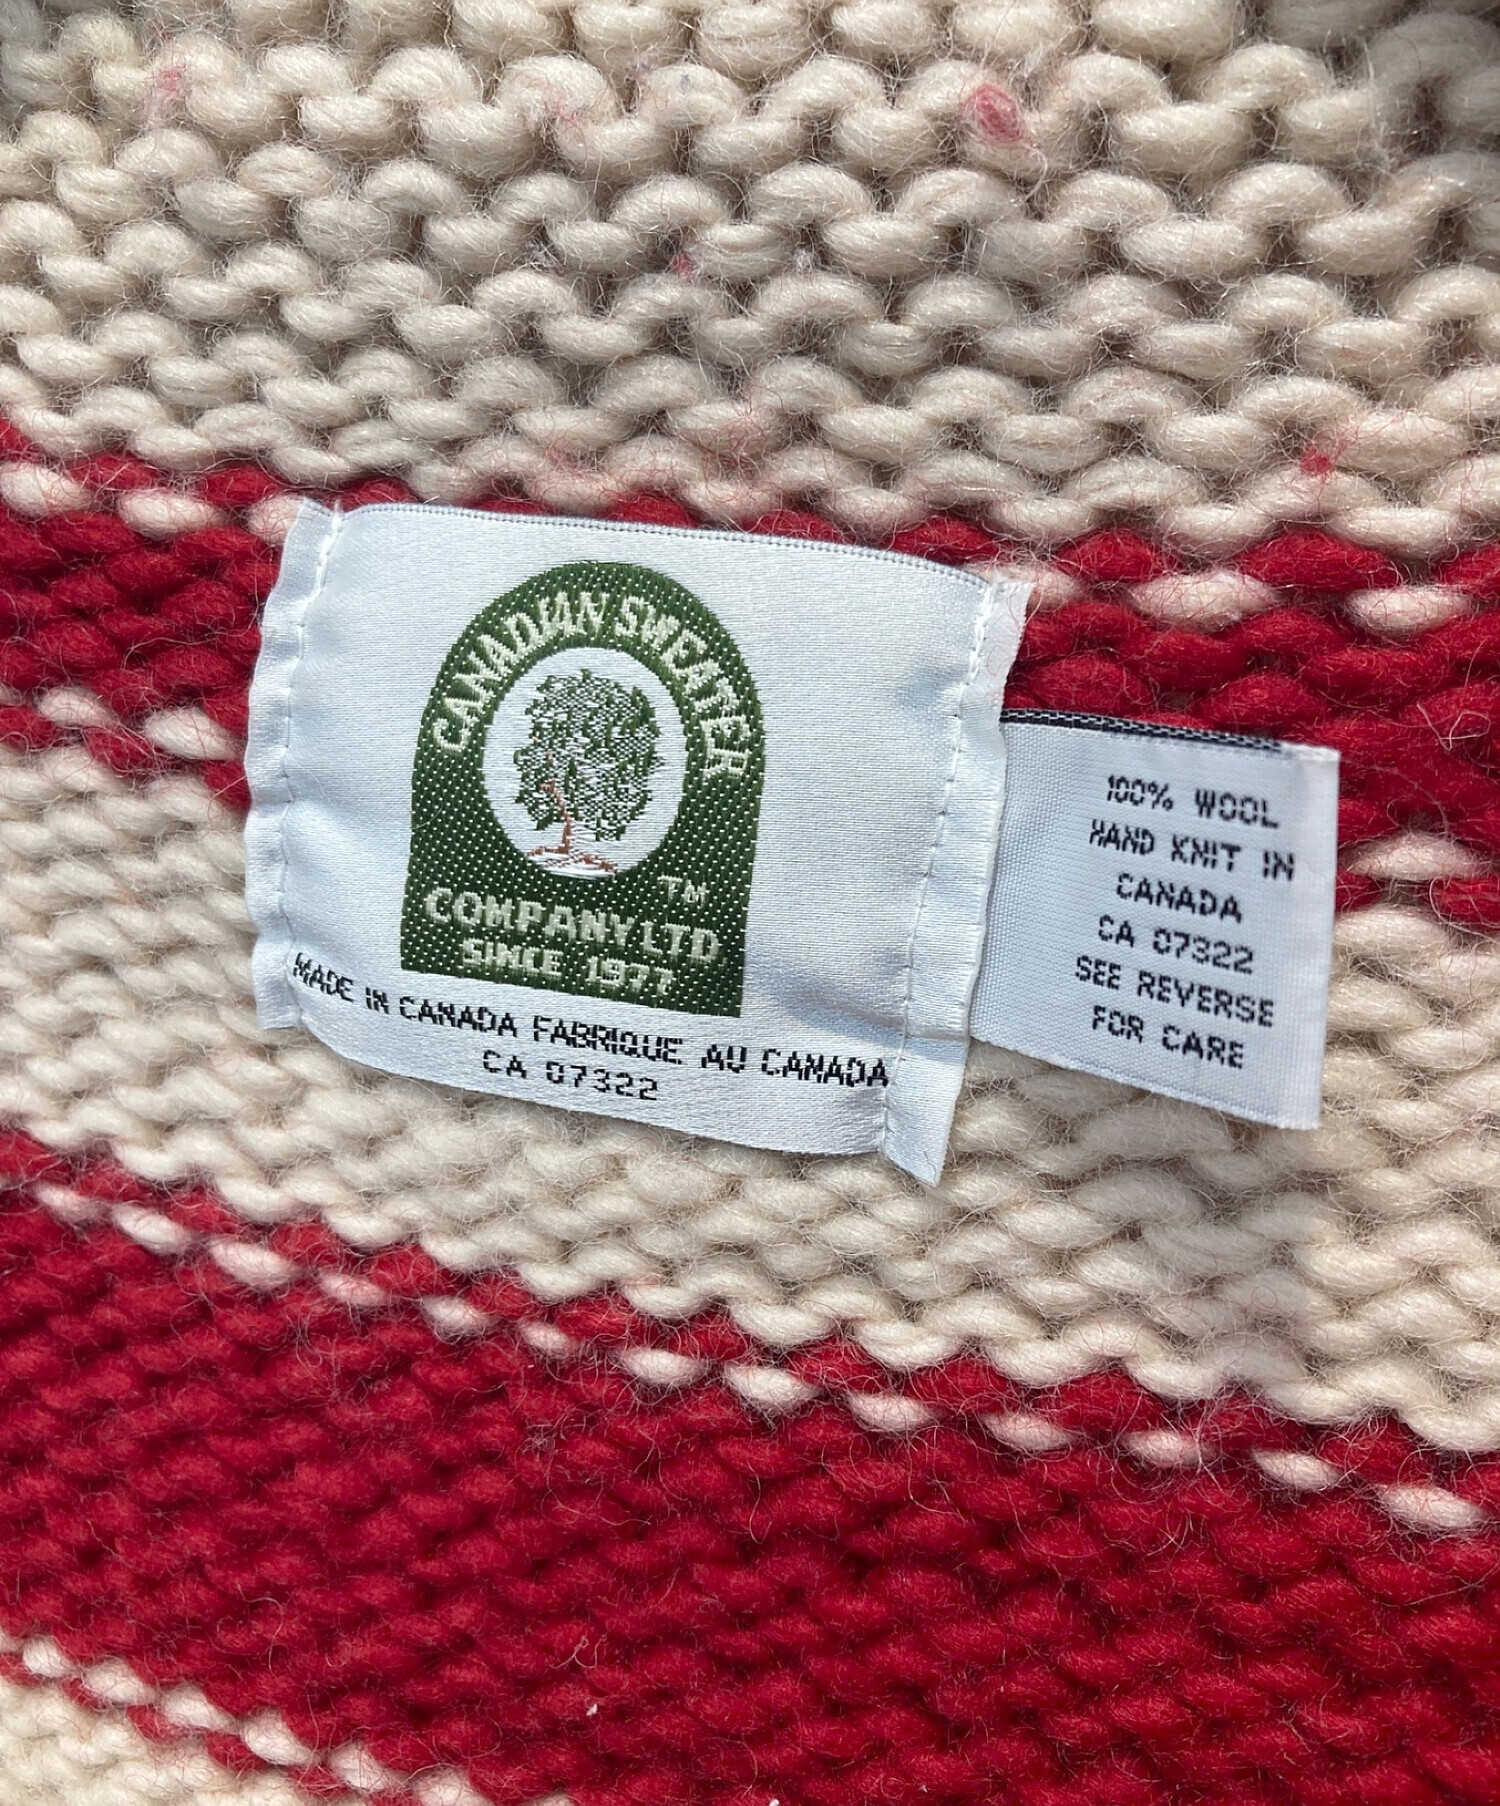 CANADIAN SWEATER
TM
COMPANY LTD
SINCE 1977
MADE IN CANADA FABRIQUE AU CANADA
CA 07322
100% WOOL
HAND KNIT IN
CANADA
CA 07322
SEE REVERSE
FOR CARE